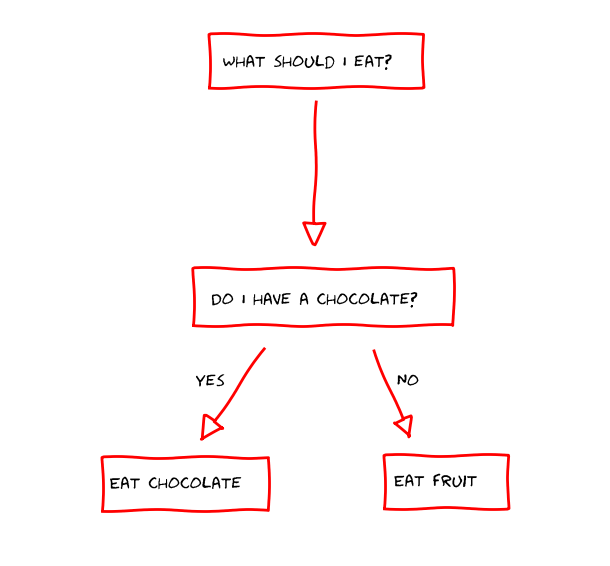 WHAT SHOULD I EAT?
DO I HAVE A CHOCOLATE?
YES
NO
EAT CHOCOLATE
EAT FRUIT